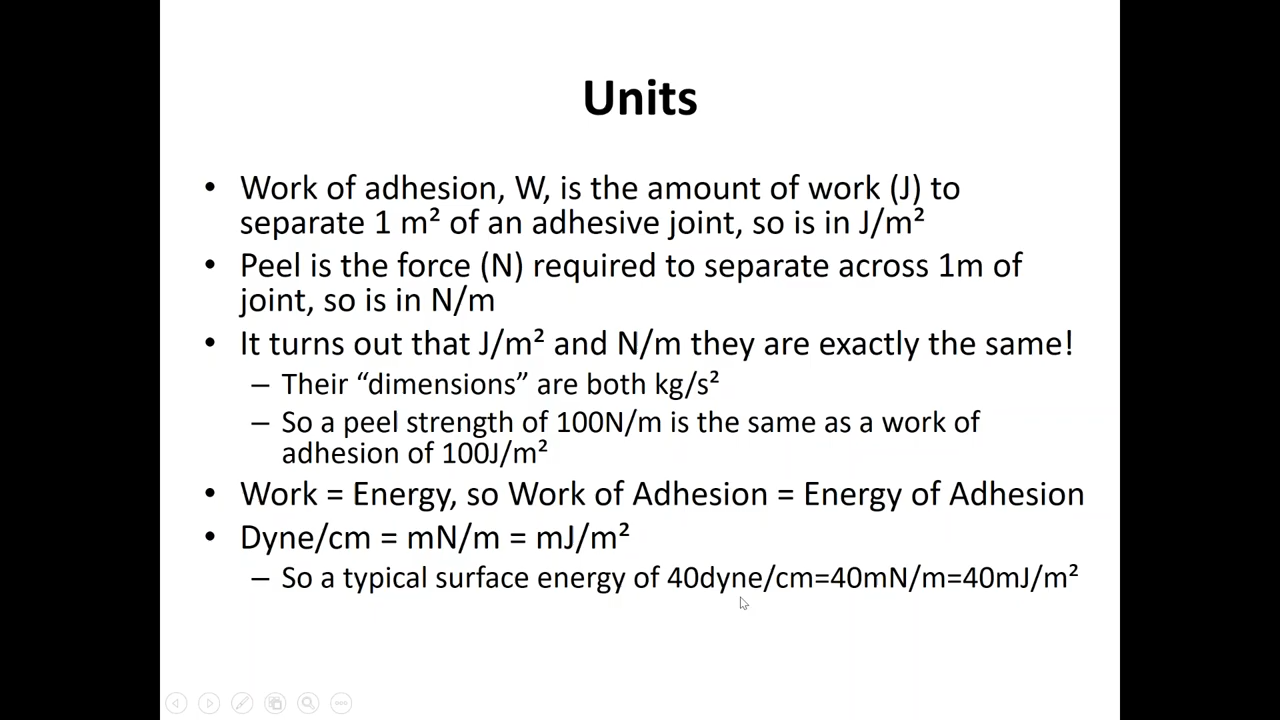 Units
• Work of adhesion, W, is the amount of work (J) to
separate 1 m² of an adhesive joint, so is in J/m²
• Peel is the force (N) required to separate across 1m of
joint, so is in N/m
• It turns out that J/m² and N/m they are exactly the same!
– Their “dimensions” are both kg/s²
– So a peel strength of 100N/m is the same as a work of
adhesion of 100J/m²
• Work = Energy, so Work of Adhesion = Energy of Adhesion
• Dyne/cm = mN/m = mJ/m²
– So a typical surface energy of 40dyne/cm=40mN/m=40mJ/m²